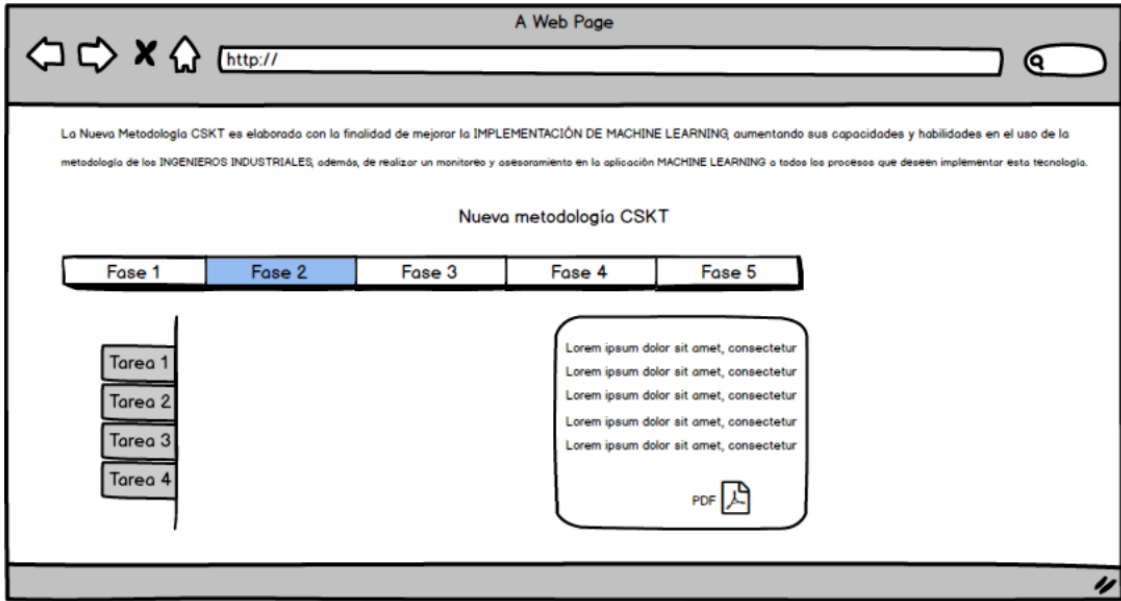 A Web Page
http://
La Nueva Metodología CSKT es elaborada con la finalidad de mejorar la IMPLEMENTACIÓN DE MACHINE LEARNING, aumentando sus capacidades y habilidades en el uso de la
metodología de los INGENIEROS INDUSTRIALES, además, de realizar un monitoreo y asesoramiento en la aplicación MACHINE LEARNING a todos los procesos que deseen implementar esta tecnología.
Nueva metodología CSKT
Fase 1 Fase 2 Fase 3 Fase 4 Fase 5
Tarea 1
Tarea 2
Tarea 3
Tarea 4
Lorem ipsum dolor sit amet, consectetur
Lorem ipsum dolor sit amet, consectetur
Lorem ipsum dolor sit amet, consectetur
Lorem ipsum dolor sit amet, consectetur
Lorem ipsum dolor sit amet, consectetur
PDF